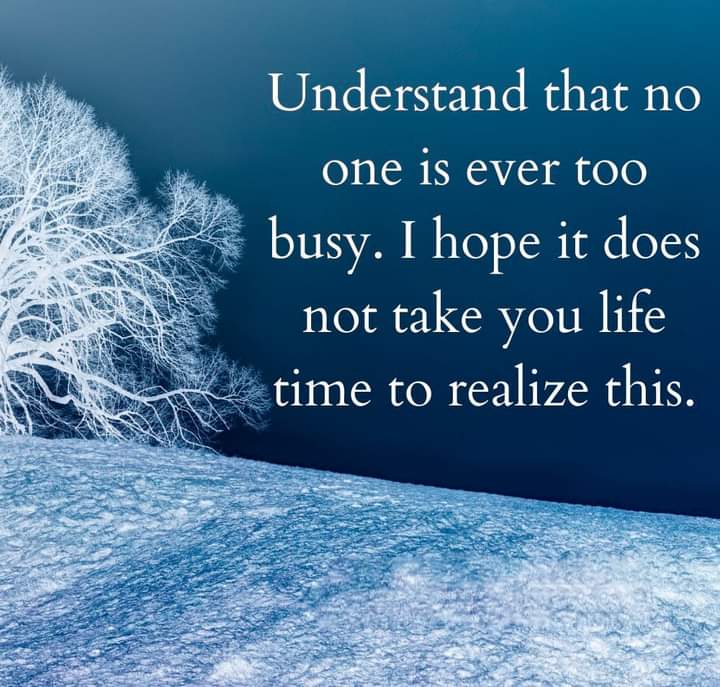 Understand that no
one is ever too
busy. I hope it does
not take you life
time to realize this.